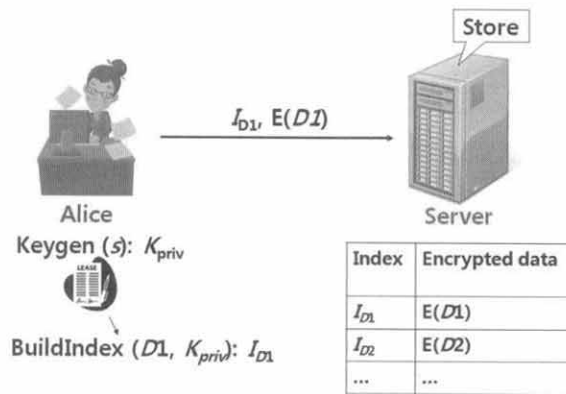 Store
I_D1, E(D1)
Alice
Server
Keygen (s): K_priv
LEASE
BuildIndex (D1, K_priv): I_D1
Index Encrypted data
I_D1 E(D1)
I_D2 E(D2)
... ...